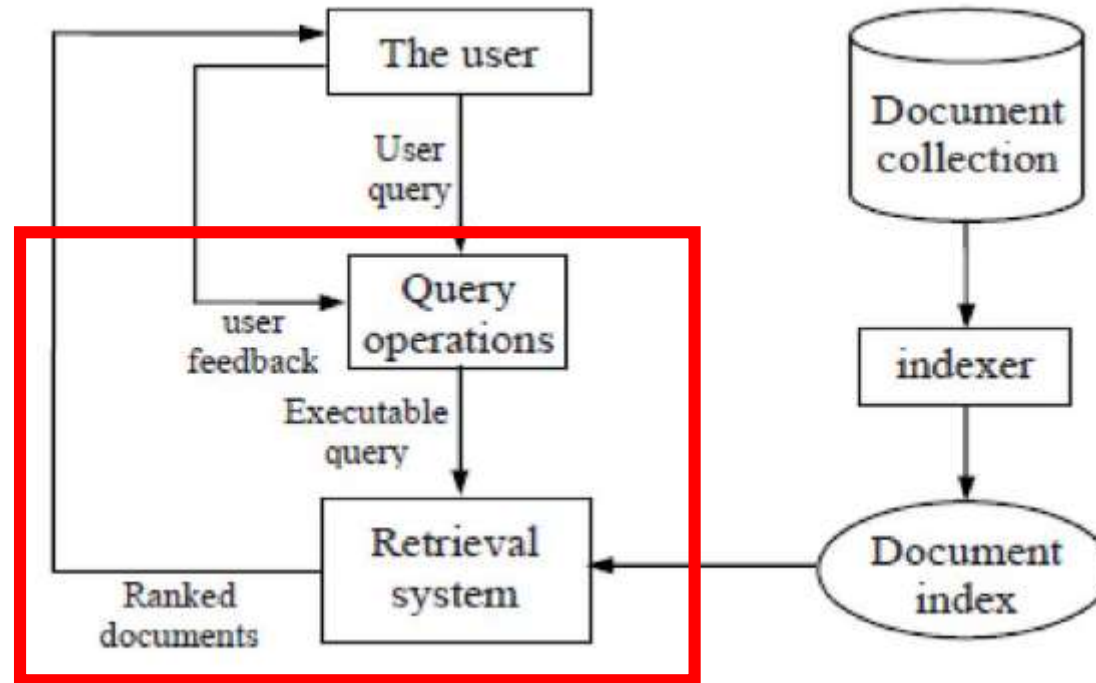 The user
User
query
Query
operations
user
feedback
Executable
query
Retrieval
system
Ranked
documents
Document
collection
indexer
Document
index